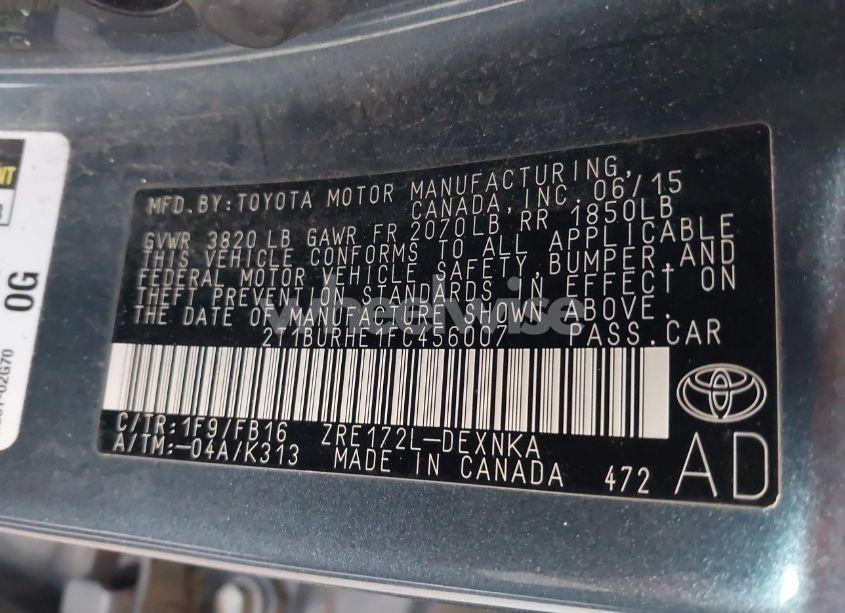 MFD.BY:TOYOTA MOTOR MANUFACTURING,
CANADA,INC. 06/15
GVWR 3820 LB GAWR FR 2070LB RR 1850LB
THIS VEHICLE CONFORMS TO ALL APPLICABLE
FEDERAL MOTOR VEHICLE SAFETY,BUMPER,AND
THEFT PREVENTION STANDARDS IN EFFECT ON
THE DATE OF MANUFACTURE SHOWN ABOVE.
2T1BURHE1FC456007 PASS.CAR
C/TR:1F9/FB16 ZRE172L-DEXNKA
A/TM:-04A/K313 MADE IN CANADA 472 AD
0G
wheelwise